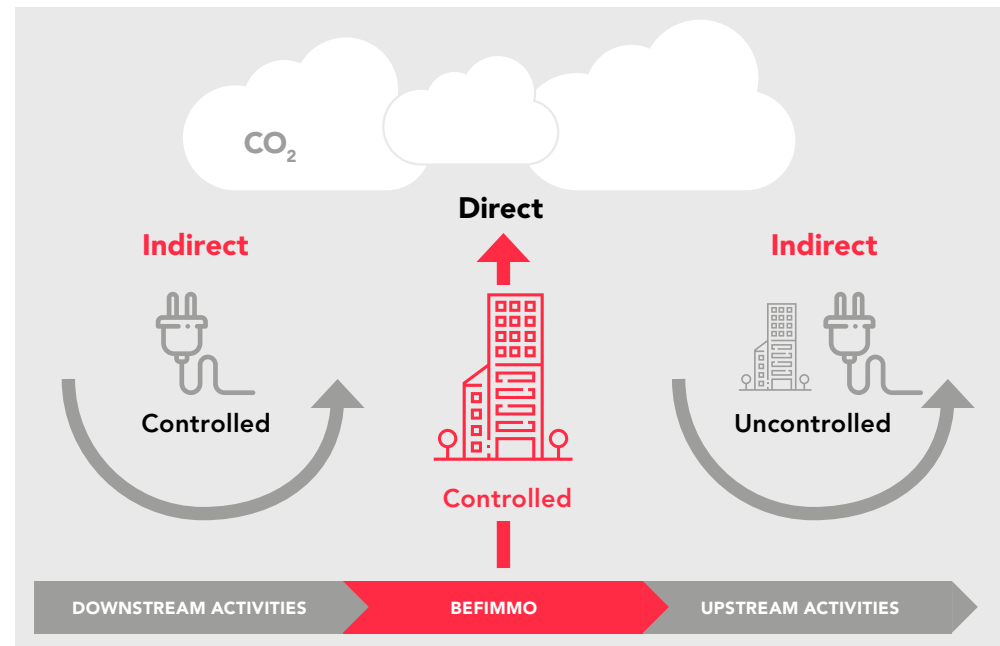 CO₂
Direct
Indirect
Indirect
Controlled
Uncontrolled
Controlled
DOWNSTREAM ACTIVITIES
BEFIMMO
UPSTREAM ACTIVITIES